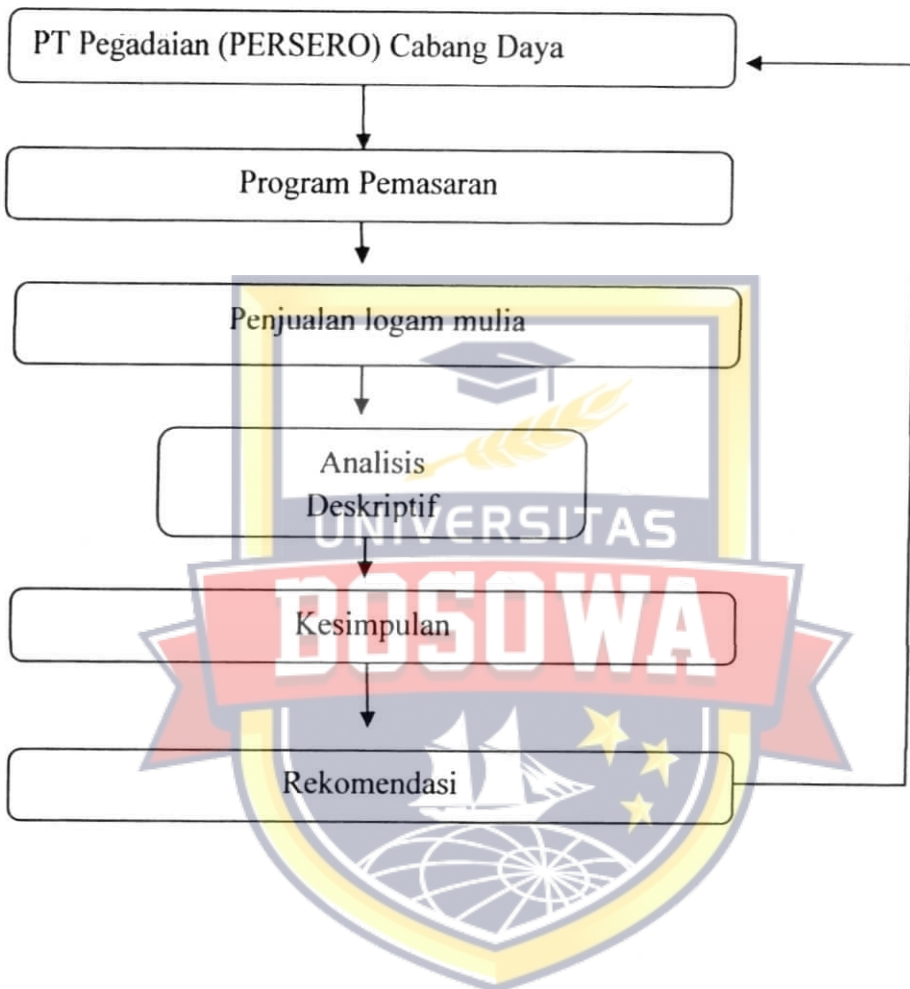 PT Pegadaian (PERSERO) Cabang Daya
Program Pemasaran
Penjualan logam mulia
Analisis
Deskriptif
UNIVERSITAS
BOSOWA
Kesimpulan
Rekomendasi